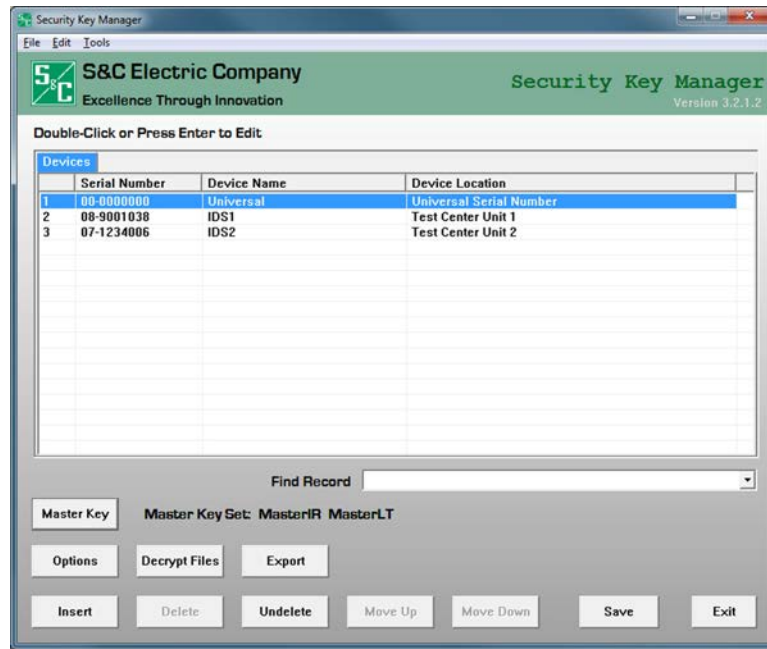 Security Key Manager
File Edit Tools
S&C S&C Electric Company Security Key Manager
Excellence Through Innovation Version 3.2.1.2
Double-Click or Press Enter to Edit
Devices
Serial Number Device Name Device Location
1 00-0000000 Universal Universal Serial Number
2 08-9001038 IDS1 Test Center Unit 1
3 07-1234006 IDS2 Test Center Unit 2
Find Record
Master Key Master Key Set: MasterIR MasterLT
Options Decrypt Files Export
Insert Delete Undelete Move Up Move Down Save Exit